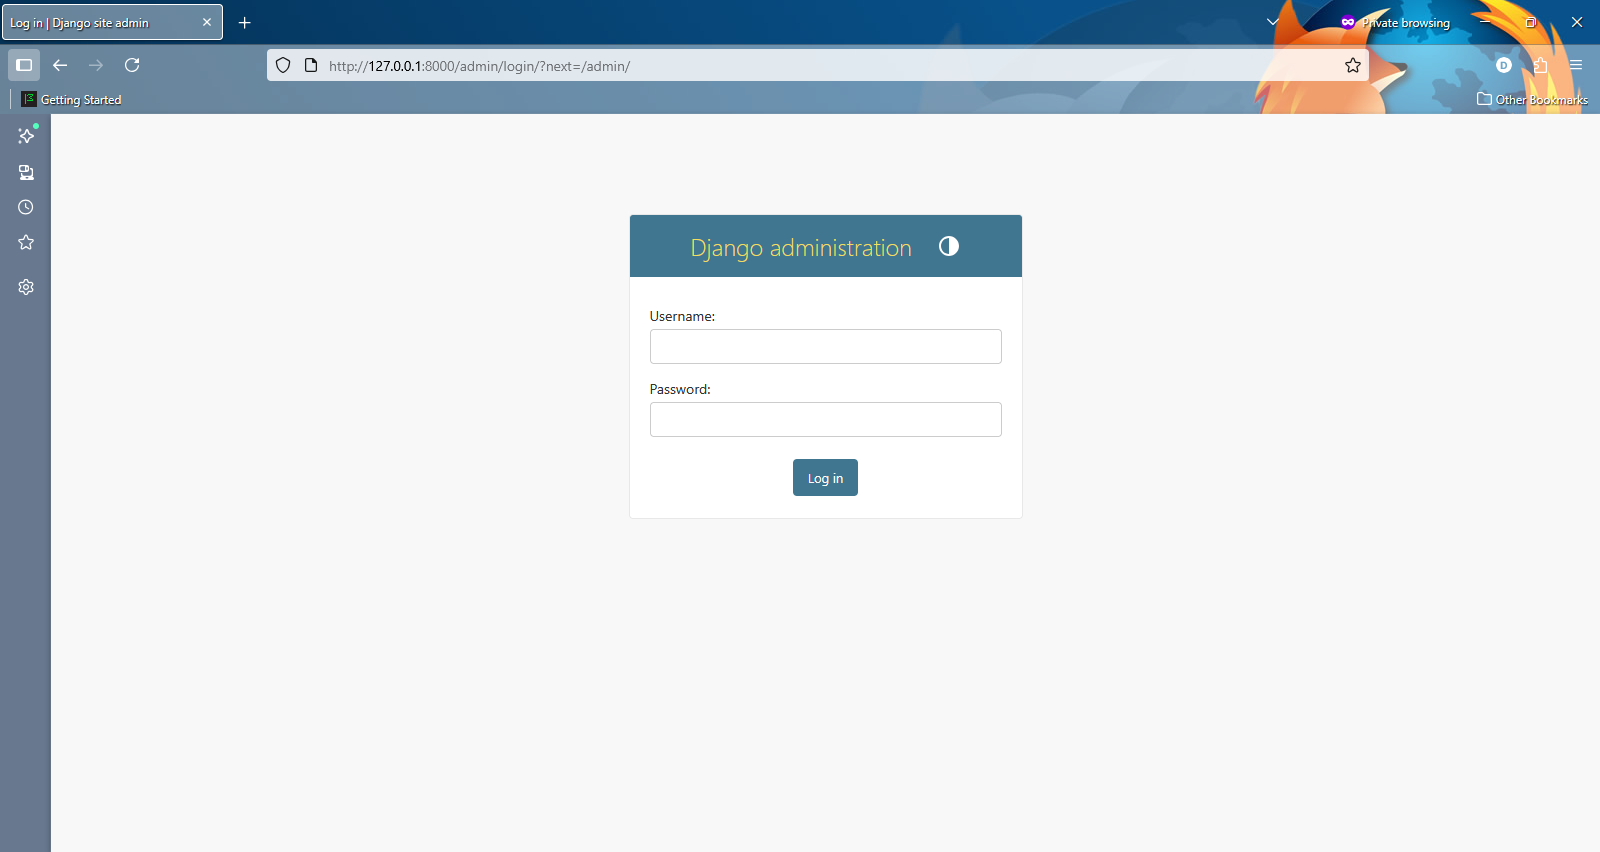 Log in | Django site admin
Private browsing
http://127.0.0.1:8000/admin/login/?next=/admin/
D
Getting Started
Other Bookmarks
Django administration
Username:
Password:
Log in